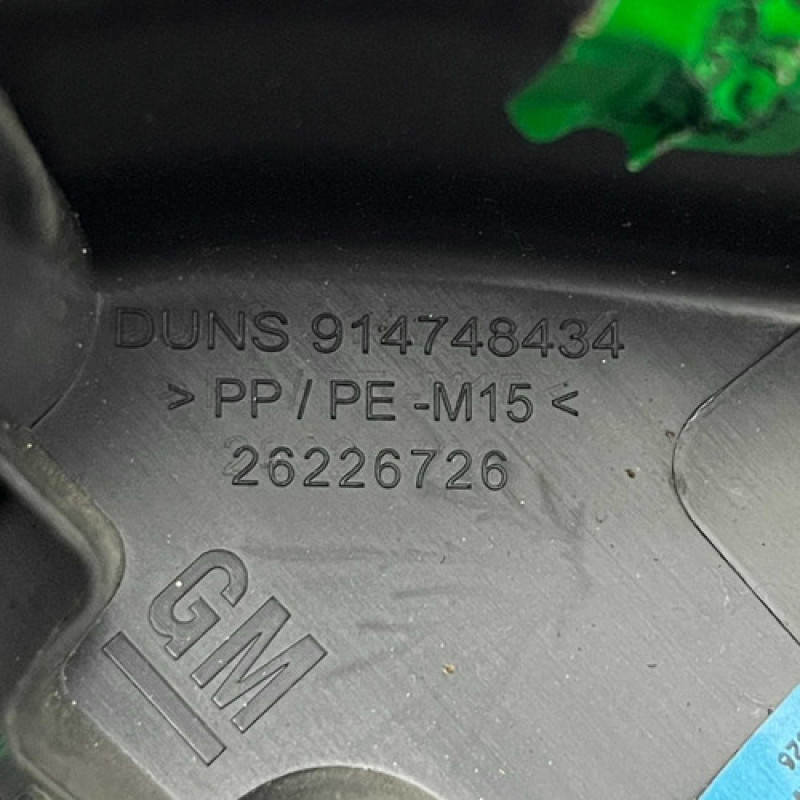 DUNS 914748434
> PP / PE -M15 <
26226726
GM